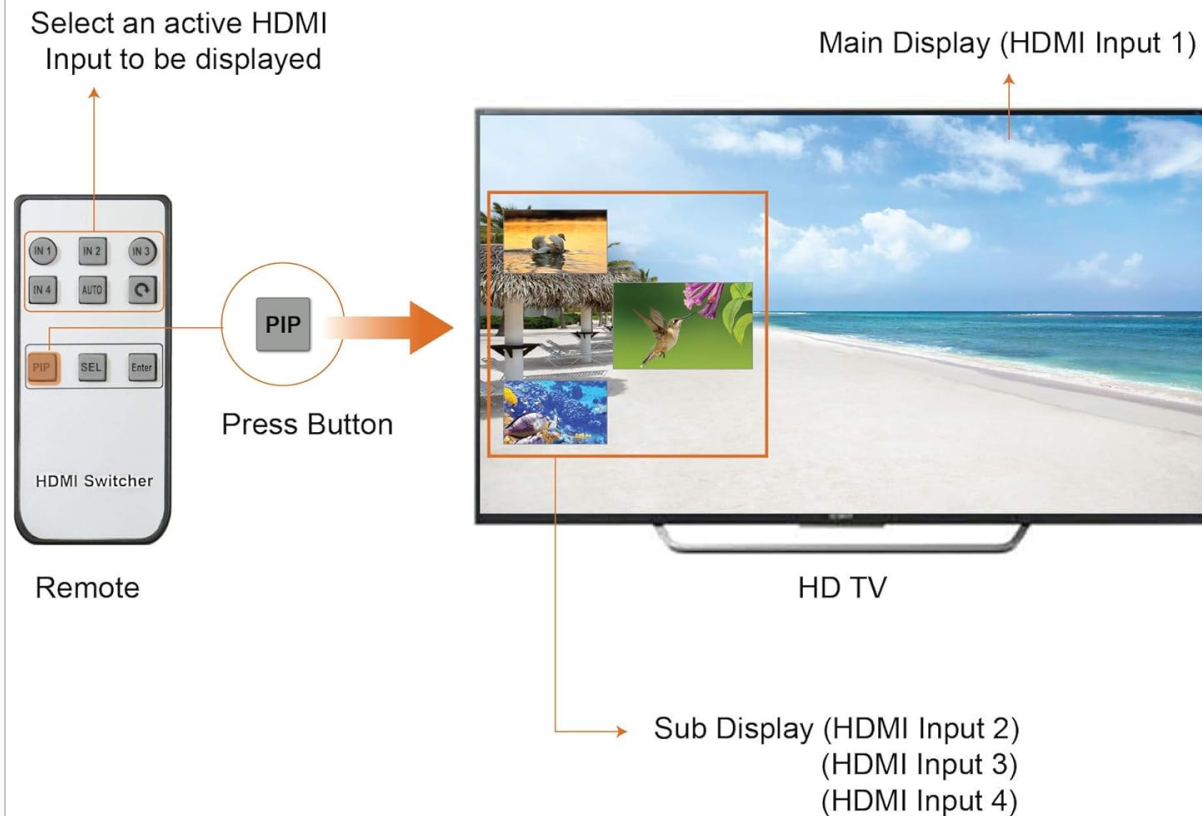 Select an active HDMI
Input to be displayed
Main Display (HDMI Input 1)
IN 1
IN 2
IN 3
IN 4
AUTO
PIP
SEL
Enter
PIP
Press Button
HDMI Switcher
Remote
HD TV
Sub Display (HDMI Input 2)
(HDMI Input 3)
(HDMI Input 4)